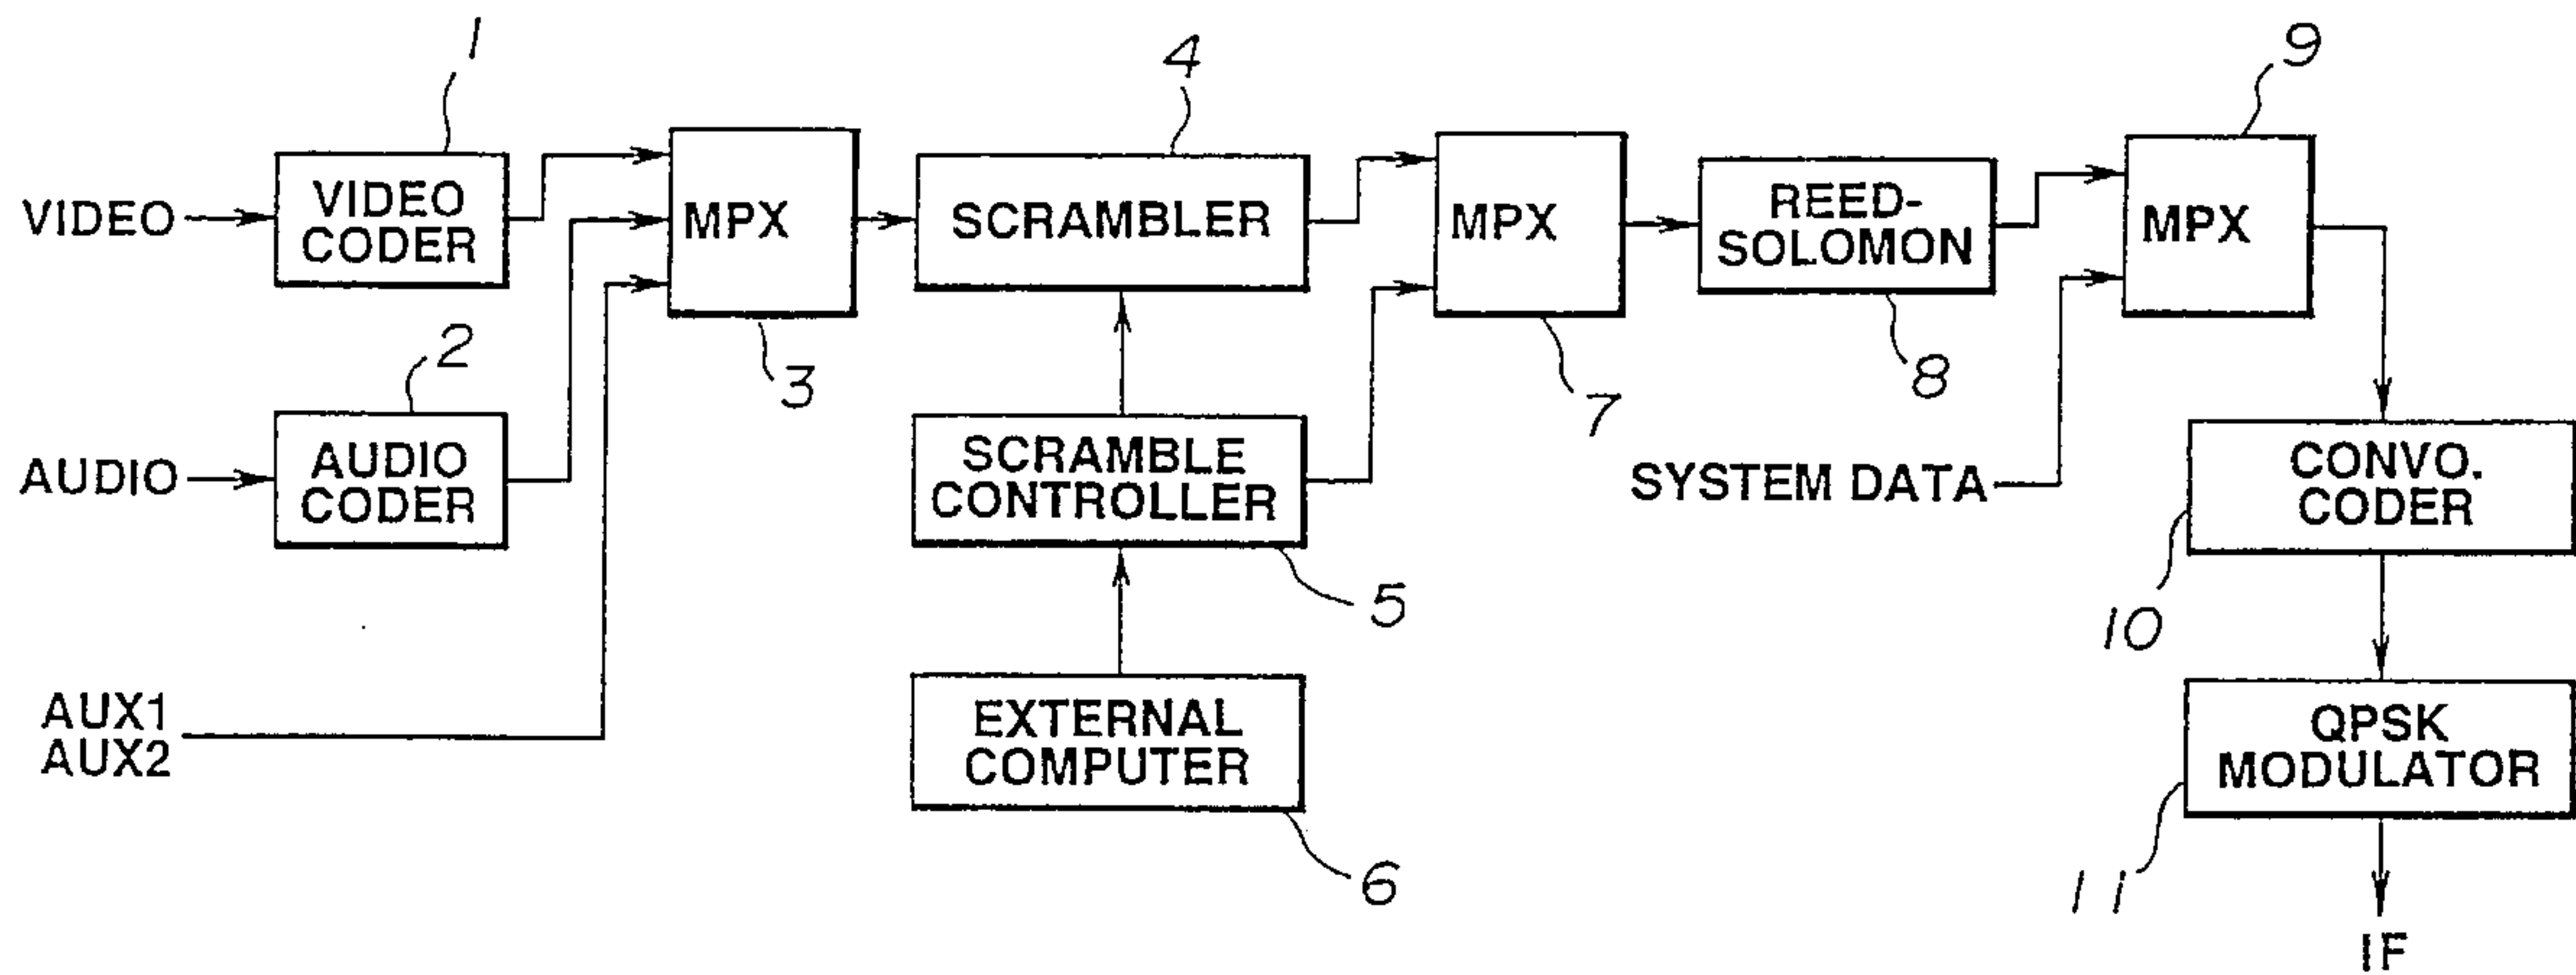 1
4
9
VIDEO
VIDEO
CODER
MPX
SCRAMBLER
MPX
REED-
SOLOMON
MPX
2
3
7
8
AUDIO
AUDIO
CODER
SCRAMBLE
CONTROLLER
SYSTEM DATA
CONVO.
CODER
5
10
AUX1
AUX2
EXTERNAL
COMPUTER
QPSK
MODULATOR
6
11
IF